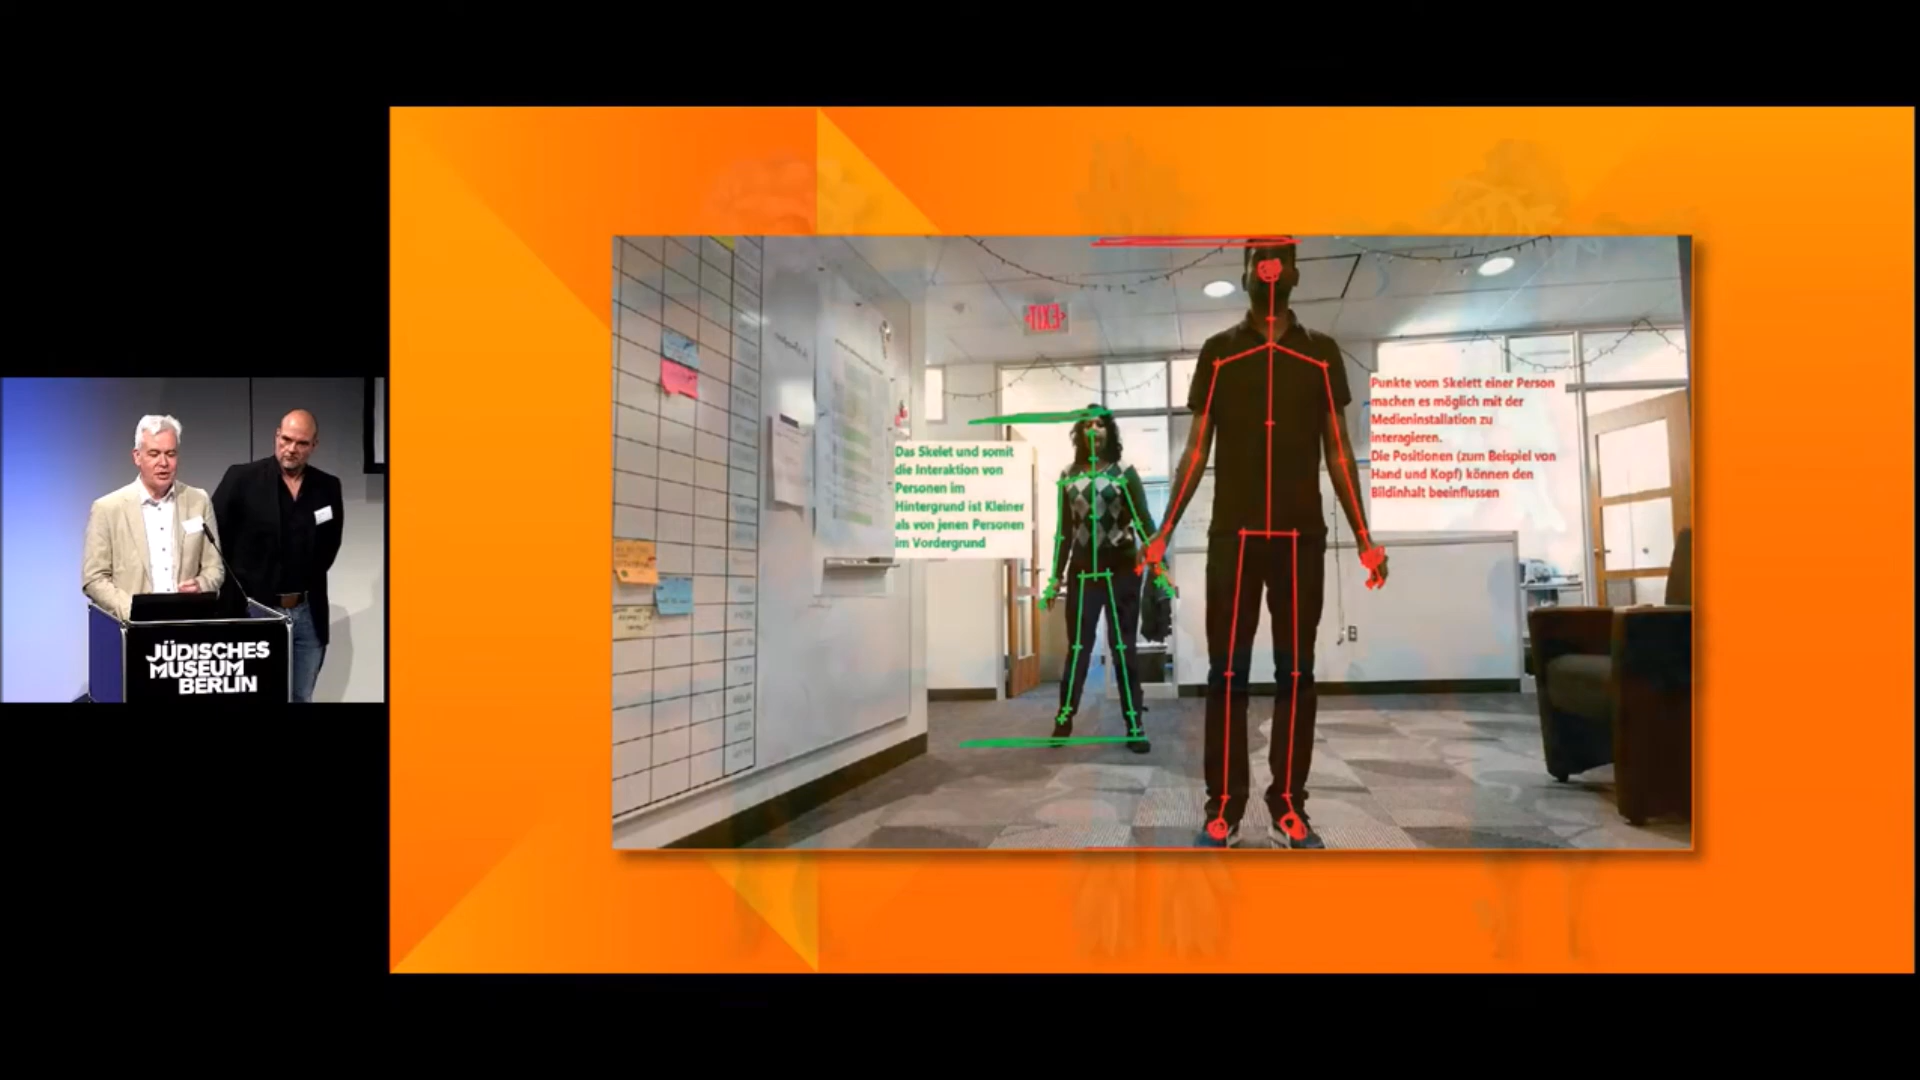 JÜDISCHES
MUSEUM
BERLIN
EXIT
Das Skelet und somit
die Interaktion von
Personen im
Hintergrund ist Kleiner
als von jenen Personen
im Vordergrund
Punkte vom Skelett einer Person
machen es möglich mit der
Medieninstallation zu
interagieren.
Die Positionen (zum Beispiel von
Hand und Kopf) können den
Bildinhalt beeinflussen